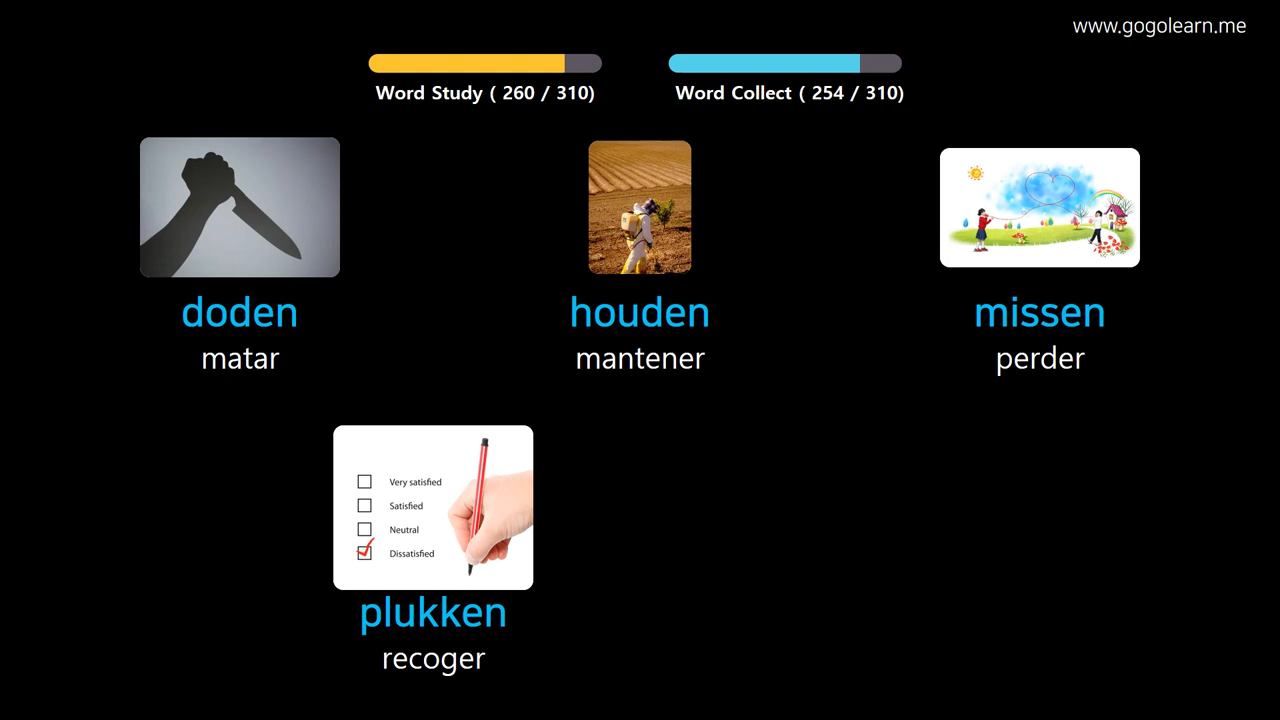 www.gogolearn.me
Word Study ( 260 / 310)
Word Collect ( 254 / 310)
doden
matar
houden
mantener
missen
perder
Very satisfied
Satisfied
Neutral
Dissatisfied
plukken
recoger